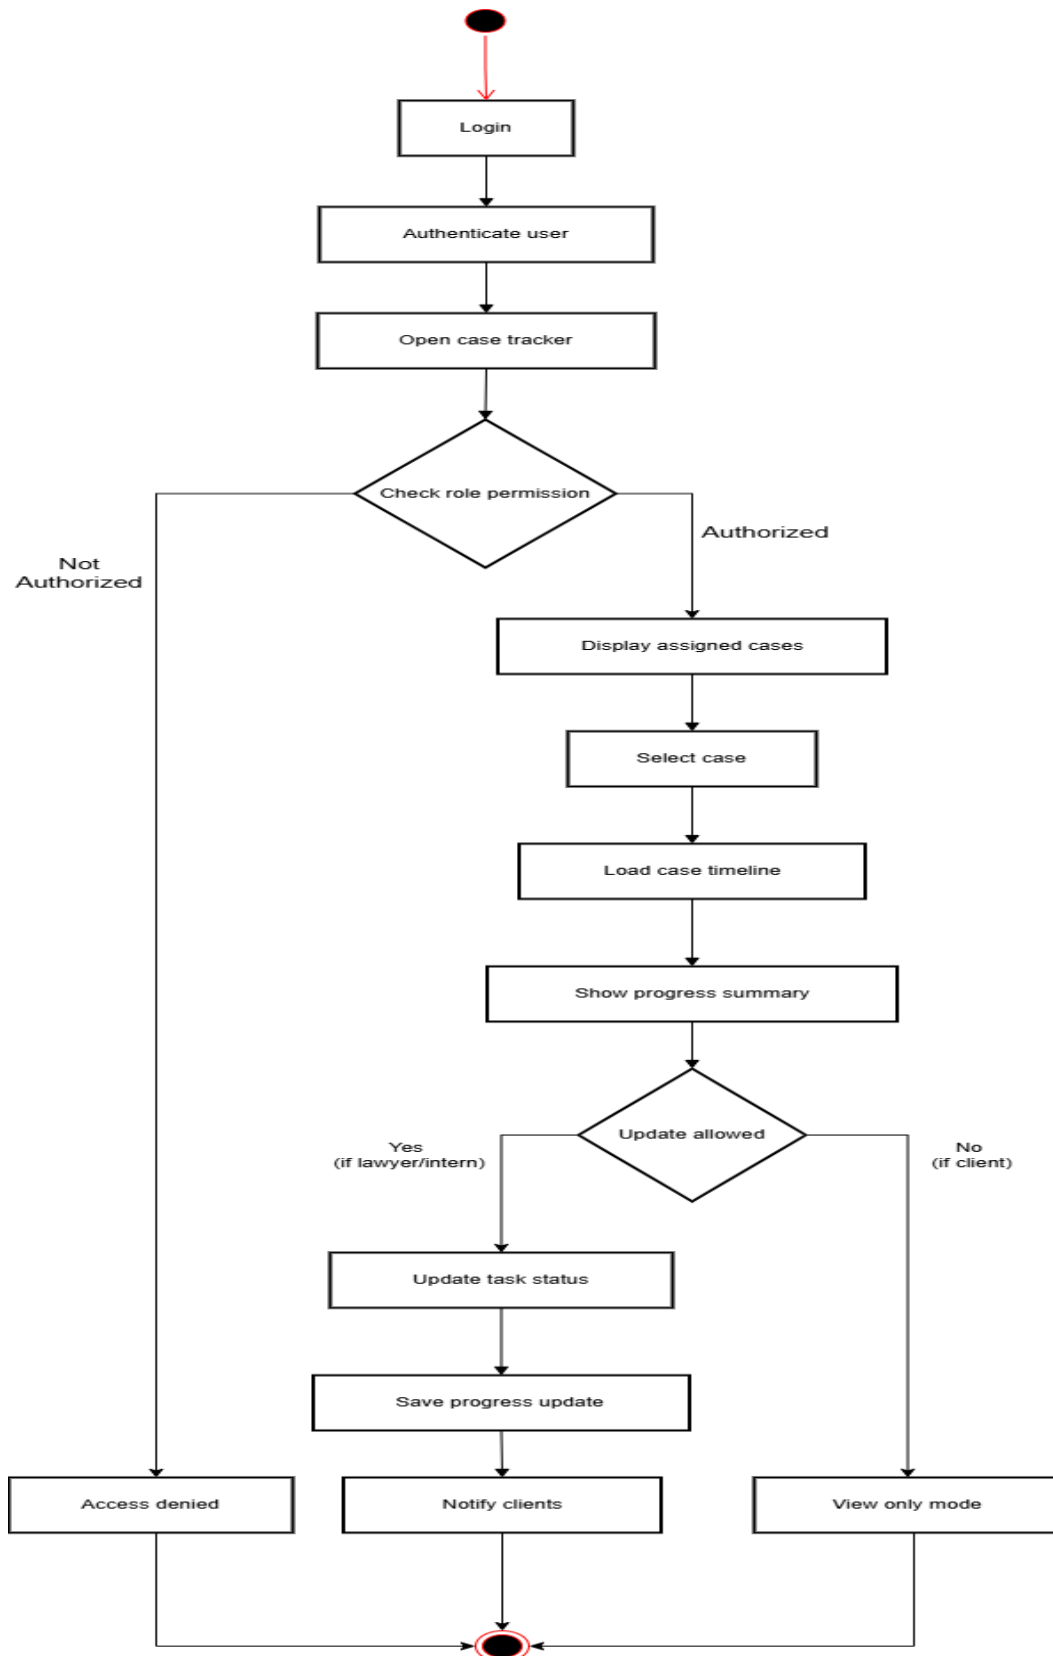 Login
Authenticate user
Open case tracker
Check role permission
Authorized
Not
Authorized
Display assigned cases
Select case
Load case timeline
Show progress summary
Update allowed
Yes
(if lawyer/intern)
No
(if client)
Update task status
Save progress update
Access denied
Notify clients
View only mode